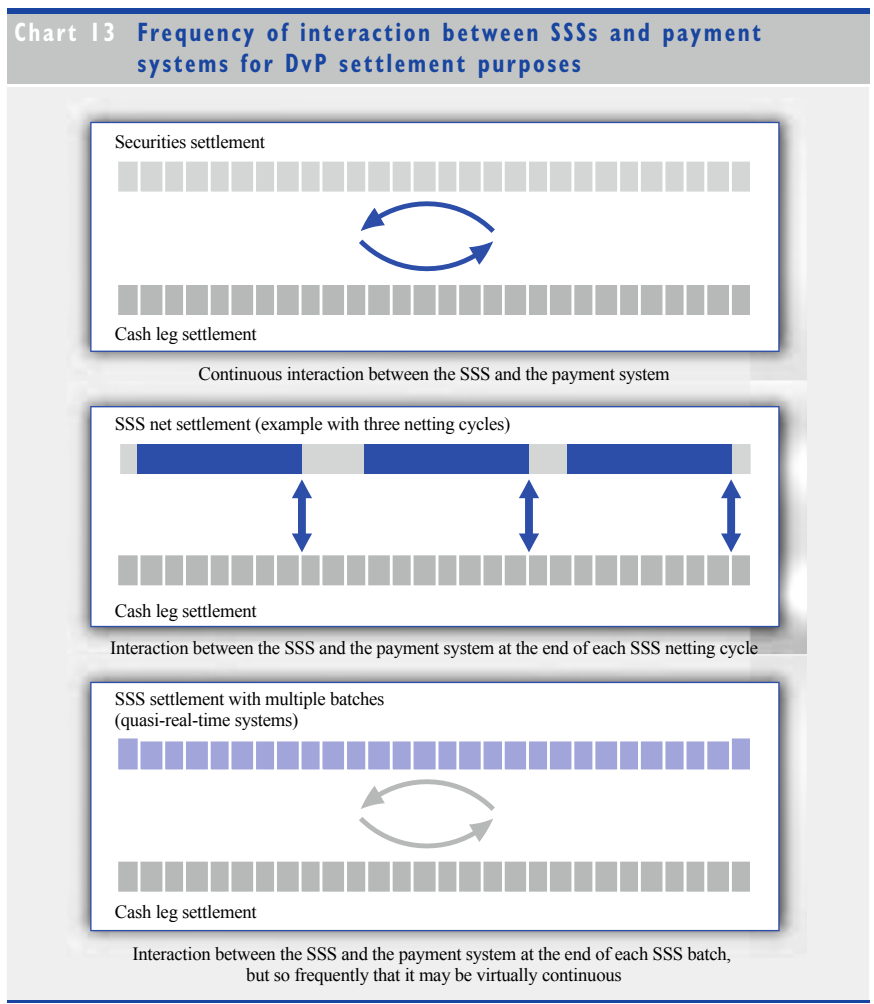 Chart 13 Frequency of interaction between SSSs and payment
systems for DvP settlement purposes
Securities settlement
Cash leg settlement
Continuous interaction between the SSS and the payment system
SSS net settlement (example with three netting cycles)
Cash leg settlement
Interaction between the SSS and the payment system at the end of each SSS netting cycle
SSS settlement with multiple batches
(quasi-real-time systems)
Cash leg settlement
Interaction between the SSS and the payment system at the end of each SSS batch,
but so frequently that it may be virtually continuous